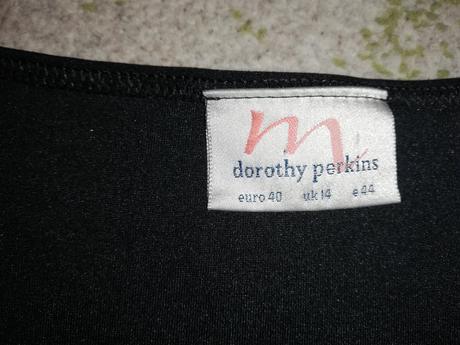 m
dorothy perkins
euro 40 uk 14 e 44